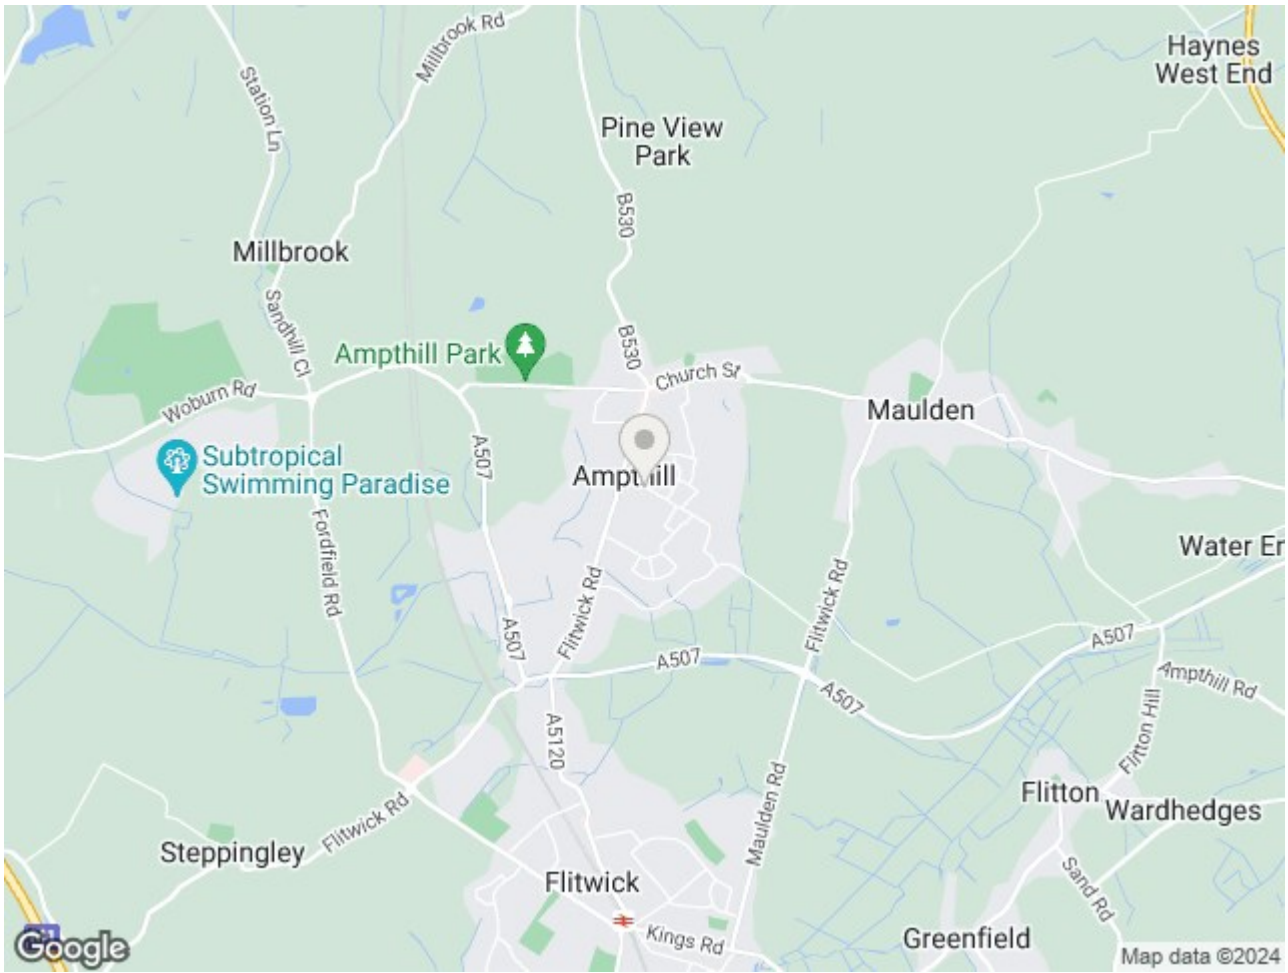 Millbrook Rd
Haynes
West End
Station Ln
Pine View
Park
B530
Millbrook
Sandhill Cl
B530
Ampthill Park
Church St
Woburn Rd
Maulden
A507
Subtropical
Swimming Paradise
Ampthill
Fordfield Rd
Water En
Flitwick Rd
Flitwick Rd
A507
A507
A507
A507
Ampthill Rd
A5120
Flitton Hill
Maulden Rd
Flitton
Wardhedges
Flitwick Rd
Steppingley
Flitwick
Sand Rd
Kings Rd
Greenfield
Google
Map data ©2024